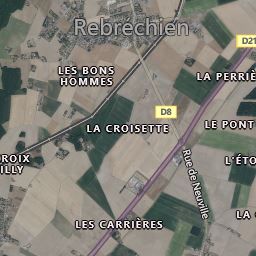 Rebréchien
D21
LES BONS
HOMMES
LA PERRIÈ
D8
LA CROISETTE
LE PONT
ROIX
ILLY
L'ÉTO
Rue de Neuville
LA
LES CARRIÈRES